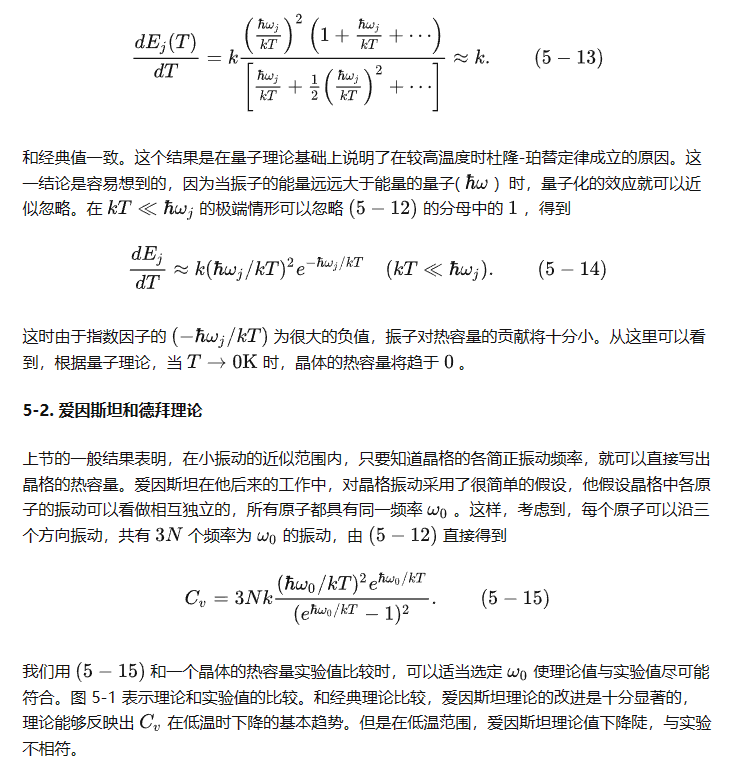 $$\frac{dE_j(T)}{dT} = k\frac{\left(\frac{\hbar\omega_j}{kT}\right)^2\left(1+\frac{\hbar\omega_j}{kT}+\cdots\right)}{\left[\frac{\hbar\omega_j}{kT}+\frac{1}{2}\left(\frac{\hbar\omega_j}{kT}\right)^2+\cdots\right]} \approx k. \qquad (5-13)$$
和经典值一致。这个结果是在量子理论基础上说明了在较高温度时杜隆-珀替定律成立的原因。这
一结论是容易想到的，因为当振子的能量远远大于能量的量子( $\hbar\omega$ ）时，量子化的效应就可以近
似忽略。在 $kT \ll \hbar\omega_j$ 的极端情形可以忽略 $(5-12)$ 的分母中的 $1$ ，得到
$$\frac{dE_j}{dT} \approx k(\hbar\omega_j/kT)^2 e^{-\hbar\omega_j/kT} \quad (kT \ll \hbar\omega_j). \qquad (5-14)$$
这时由于指数因子的 $(-\hbar\omega_j/kT)$ 为很大的负值，振子对热容量的贡献将十分小。从这里可以看
到，根据量子理论，当 $T \to 0\mathrm{K}$ 时，晶体的热容量将趋于 $0$ 。
5-2. 爱因斯坦和德拜理论
上节的一般结果表明，在小振动的近似范围内，只要知道晶格的各简正振动频率，就可以直接写出
晶格的热容量。爱因斯坦在他后来的工作中，对晶格振动采用了很简单的假设，他假设晶格中各原
子的振动可以看做相互独立的，所有原子都具有同一频率 $\omega_0$ 。这样，考虑到，每个原子可以沿三
个方向振动，共有 $3N$ 个频率为 $\omega_0$ 的振动，由 $(5-12)$ 直接得到
$$C_v = 3Nk\frac{(\hbar\omega_0/kT)^2 e^{\hbar\omega_0/kT}}{(e^{\hbar\omega_0/kT}-1)^2}. \qquad (5-15)$$
我们用 $(5-15)$ 和一个晶体的热容量实验值比较时，可以适当选定 $\omega_0$ 使理论值与实验值尽可能
符合。图 5-1 表示理论和实验值的比较。和经典理论比较，爱因斯坦理论的改进是十分显著的，
理论能够反映出 $C_v$ 在低温时下降的基本趋势。但是在低温范围，爱因斯坦理论值下降陡，与实验
不相符。